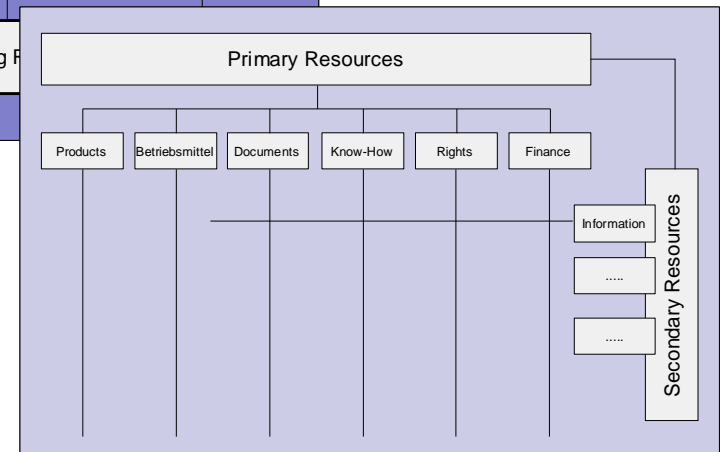 Primary Resources
Products
Betriebsmittel
Documents
Know-How
Rights
Finance
Information
.....
.....
Secondary Resources